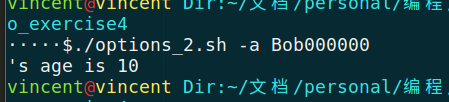 vincent@vincent Dir:~/文档/personal/编程,
o_exercise4
·····$./options_2.sh -a Bob000000
's age is 10
vincent@vincent Dir:~/文档/personal/编程,